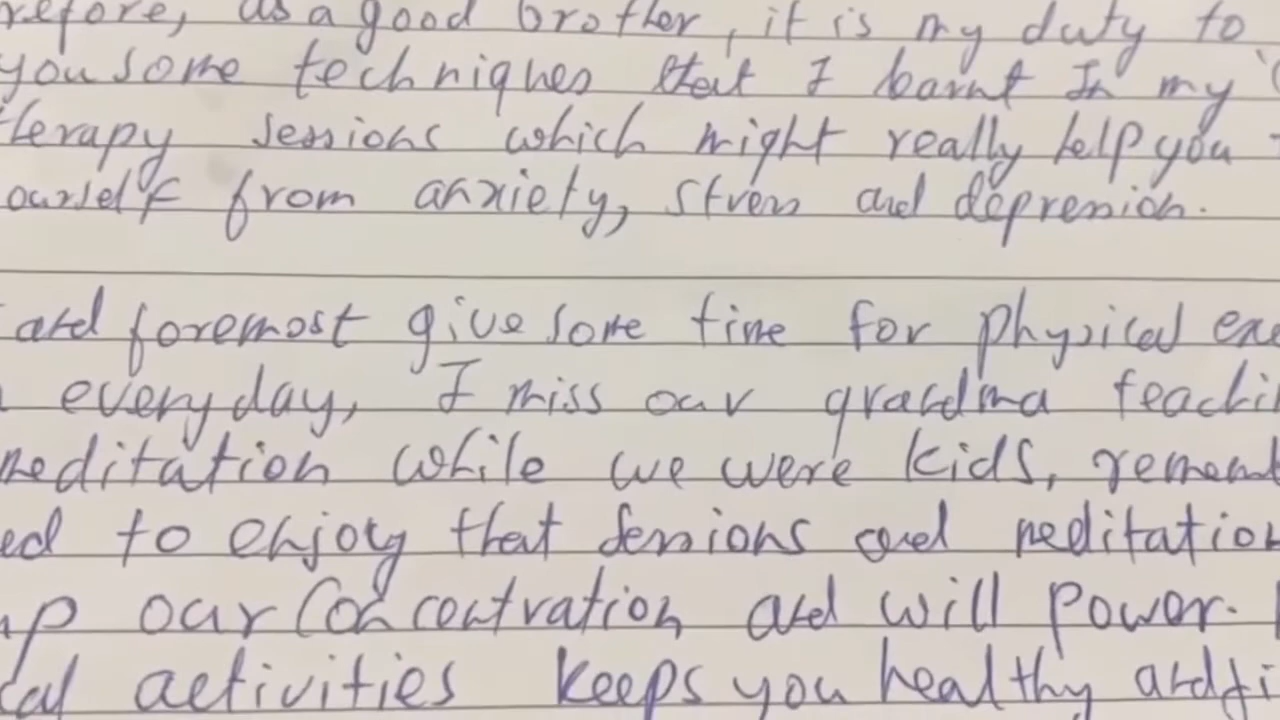 refore, as a good brother, it is my duty to
you some techniques that I learnt In my
therapy sessions which might really help you
ourself from anxiety, stress and depression.
and foremost give some time for physical exe
everyday, I miss our grandma teachi
meditation while we were kids, rememb
ed to enjoy that sessions and meditation
up our Concentration and will power.
cal activities keeps you healthy and fi